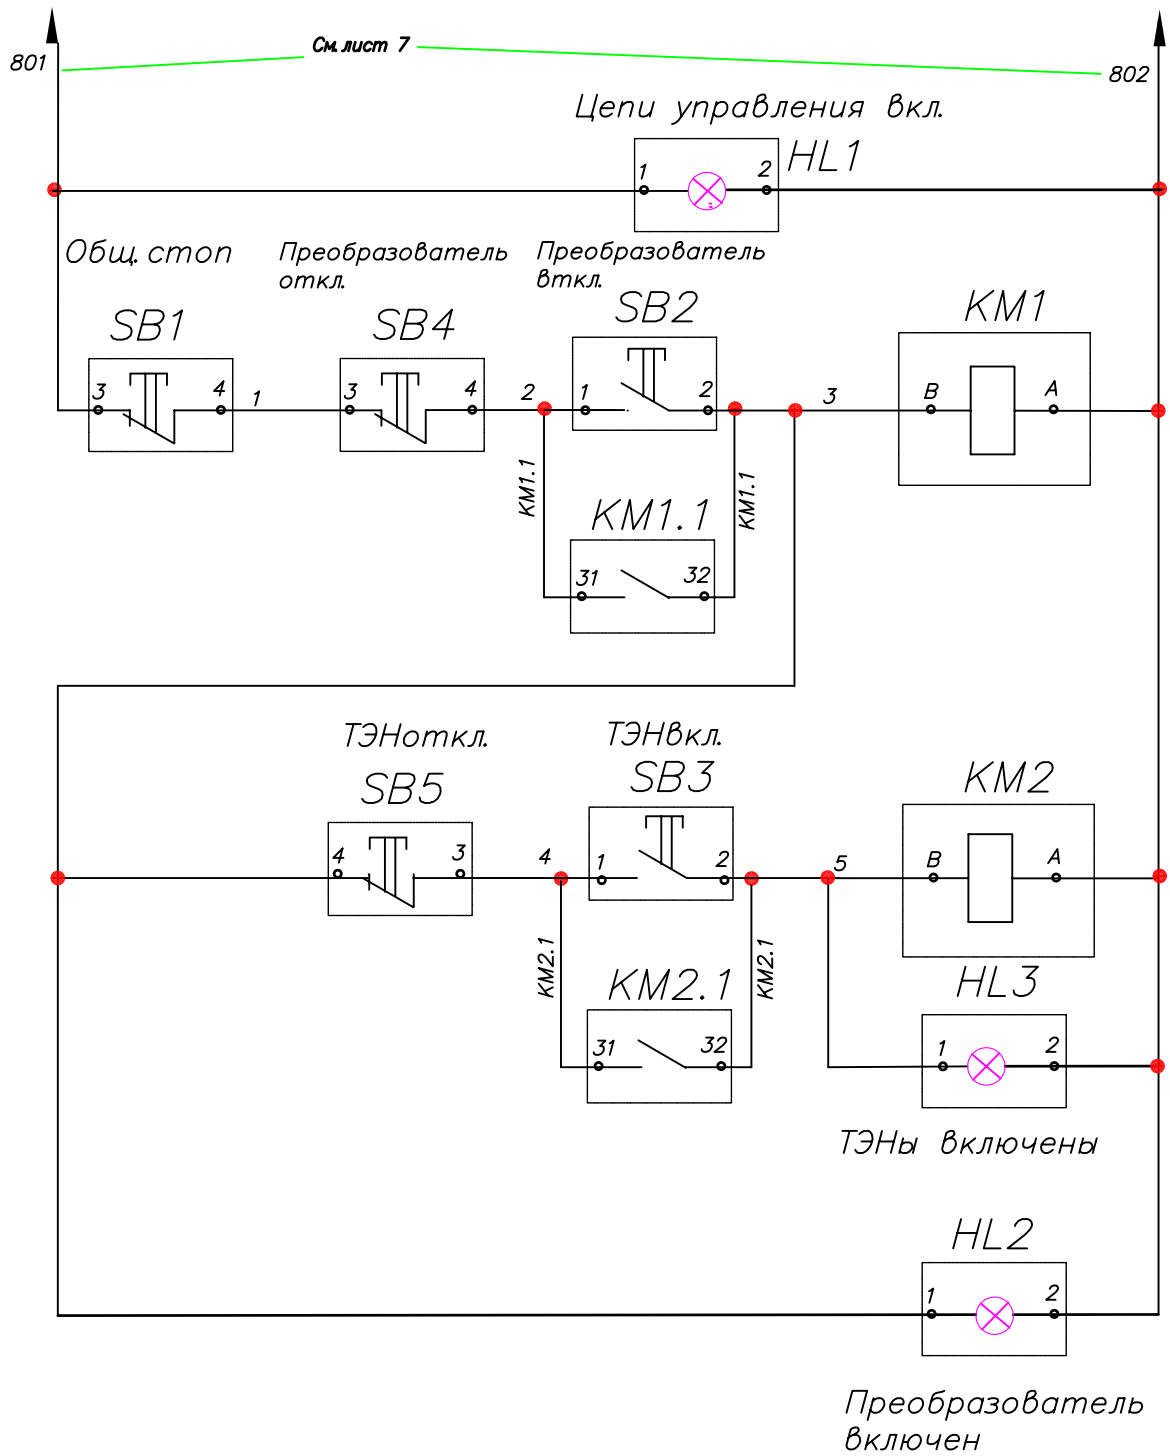 См. лист 7
801
802
Цепи управления вкл.
HL1
1
2
Общ. стоп
Преобразователь
откл.
Преобразователь
вткл.
SB1
SB4
SB2
KM1
3
4
1
3
4
2
1
2
3
B
A
KM1.1
KM1.1
KM1.1
31
32
ТЭНоткл.
ТЭНвкл.
SB5
SB3
KM2
4
3
4
1
2
5
B
A
KM2.1
KM2.1
KM2.1
HL3
31
32
1
2
ТЭНы включены
HL2
1
2
Преобразователь
включен